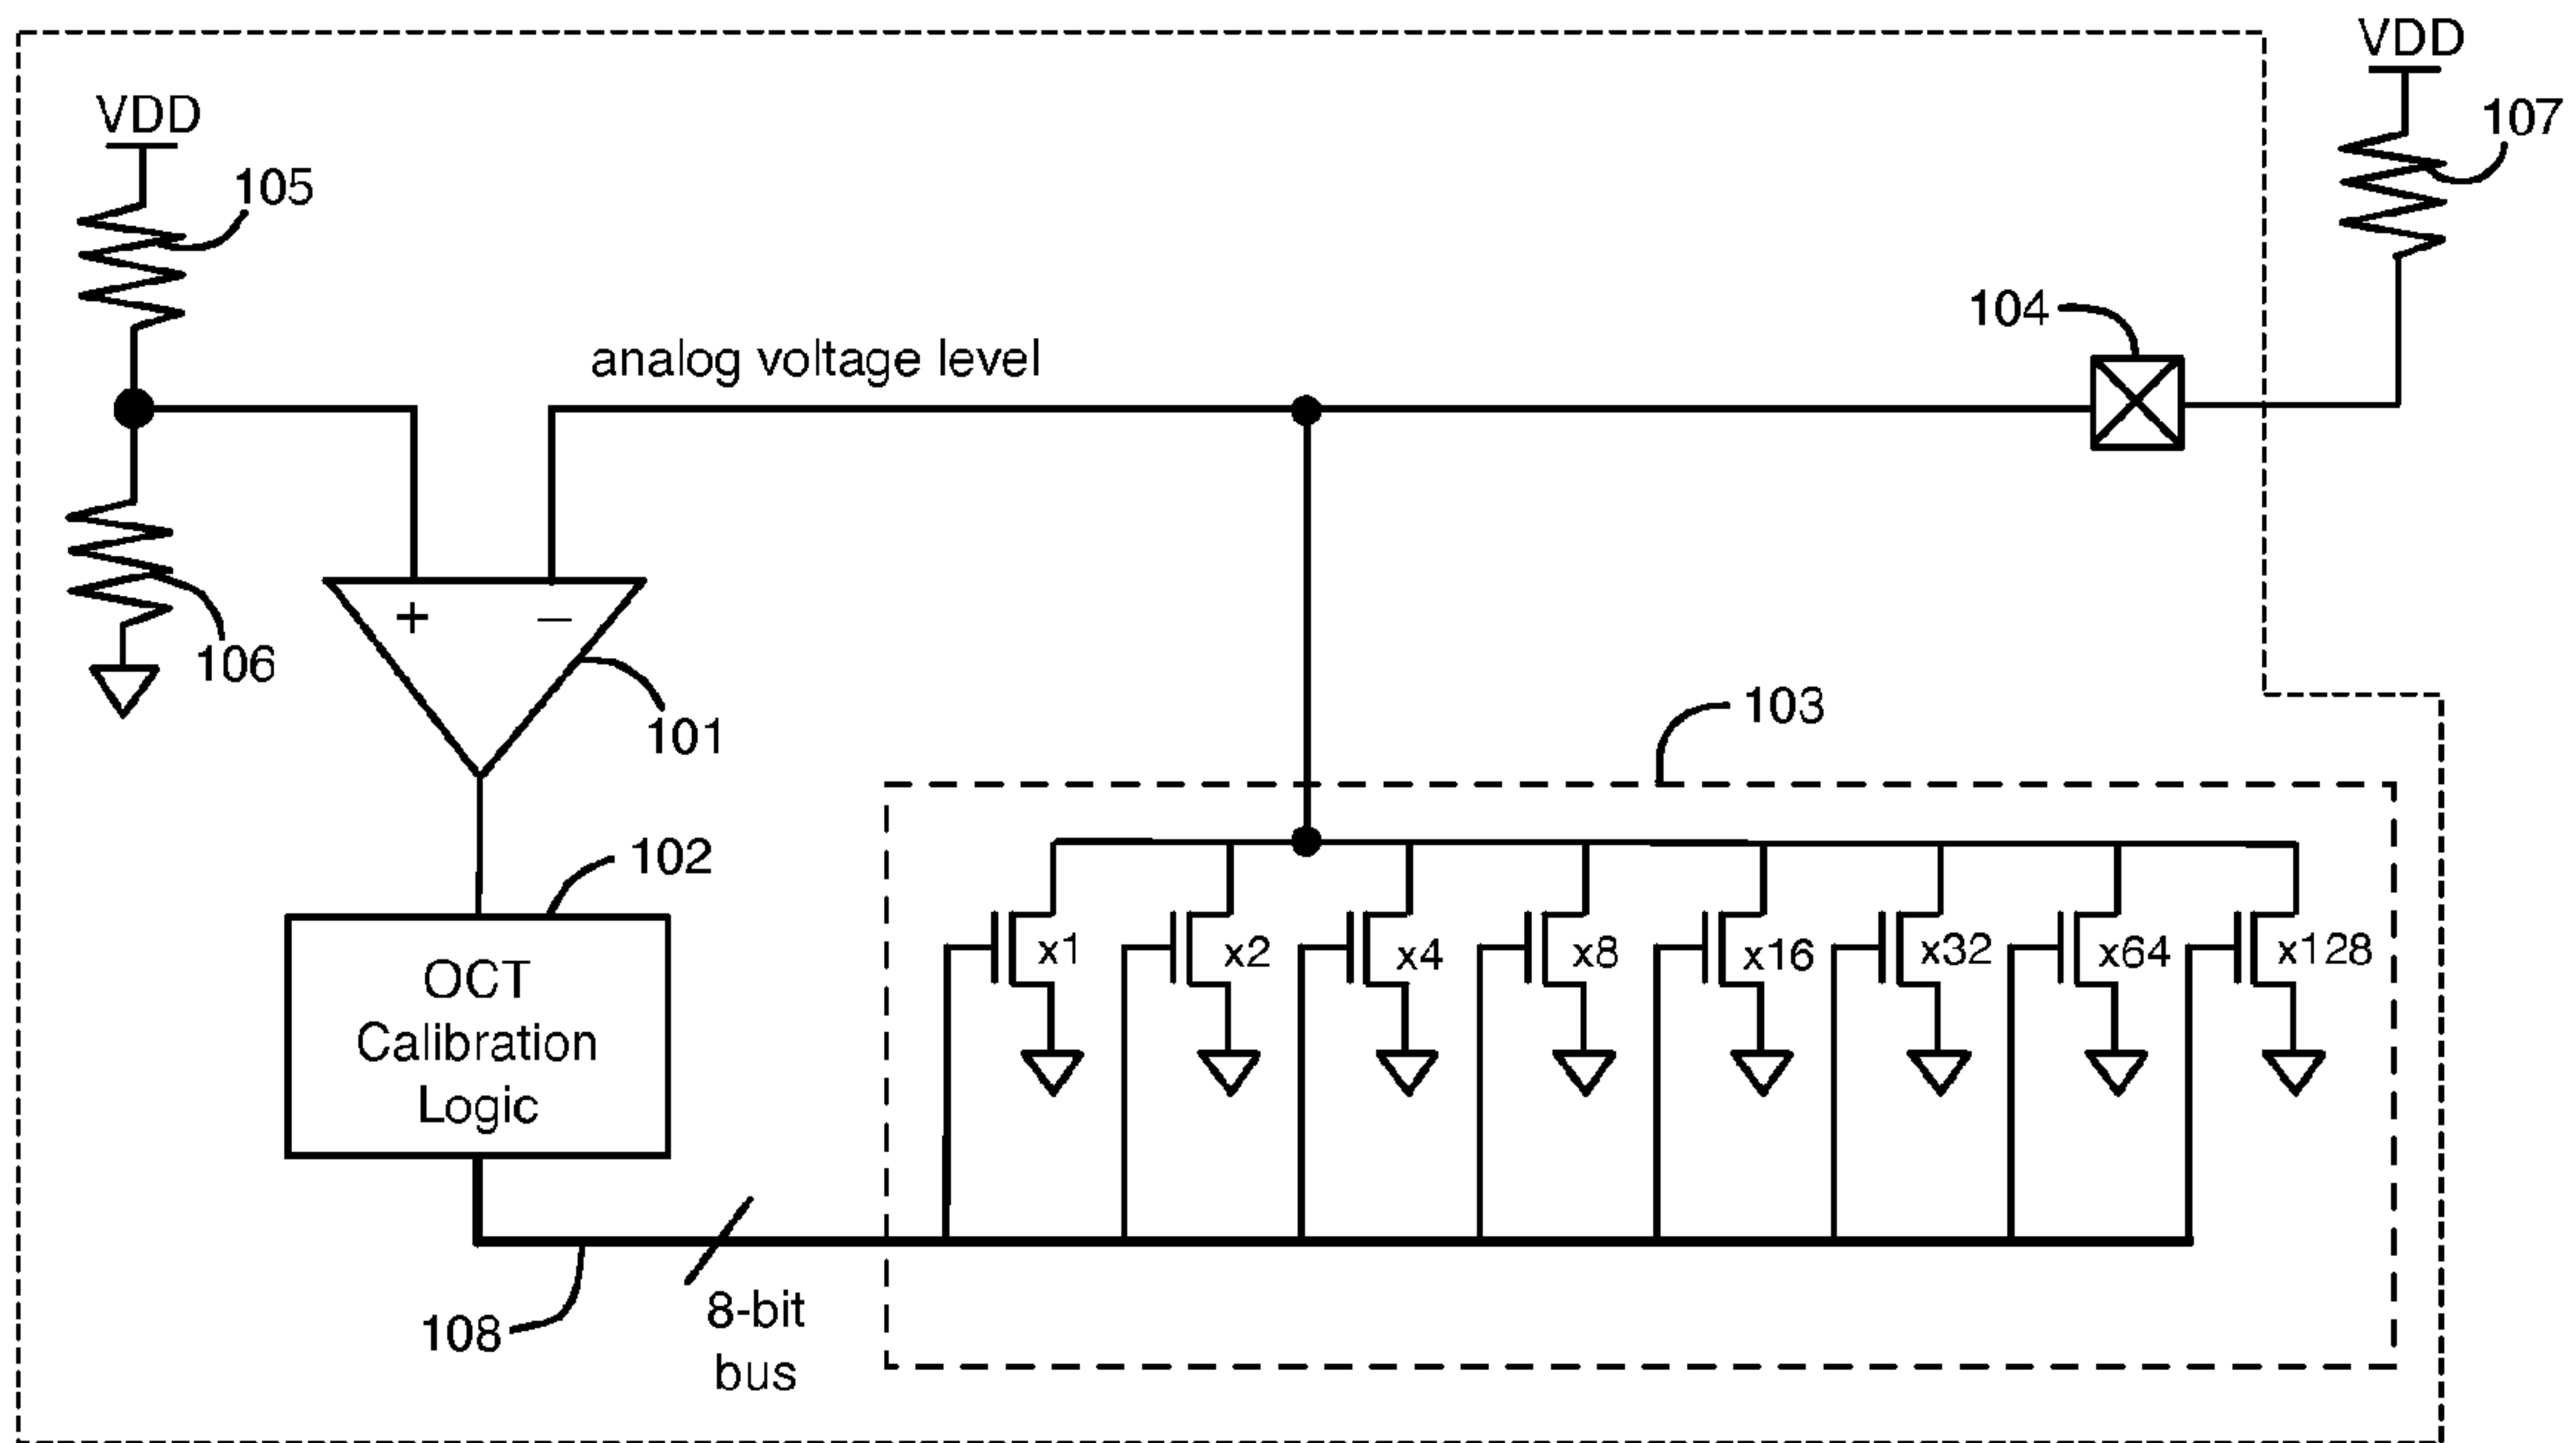 VDD
107
VDD
105
104
analog voltage level
+
–
106
101
103
102
OCT
Calibration
Logic
x1
x2
x4
x8
x16
x32
x64
x128
108
8-bit
bus